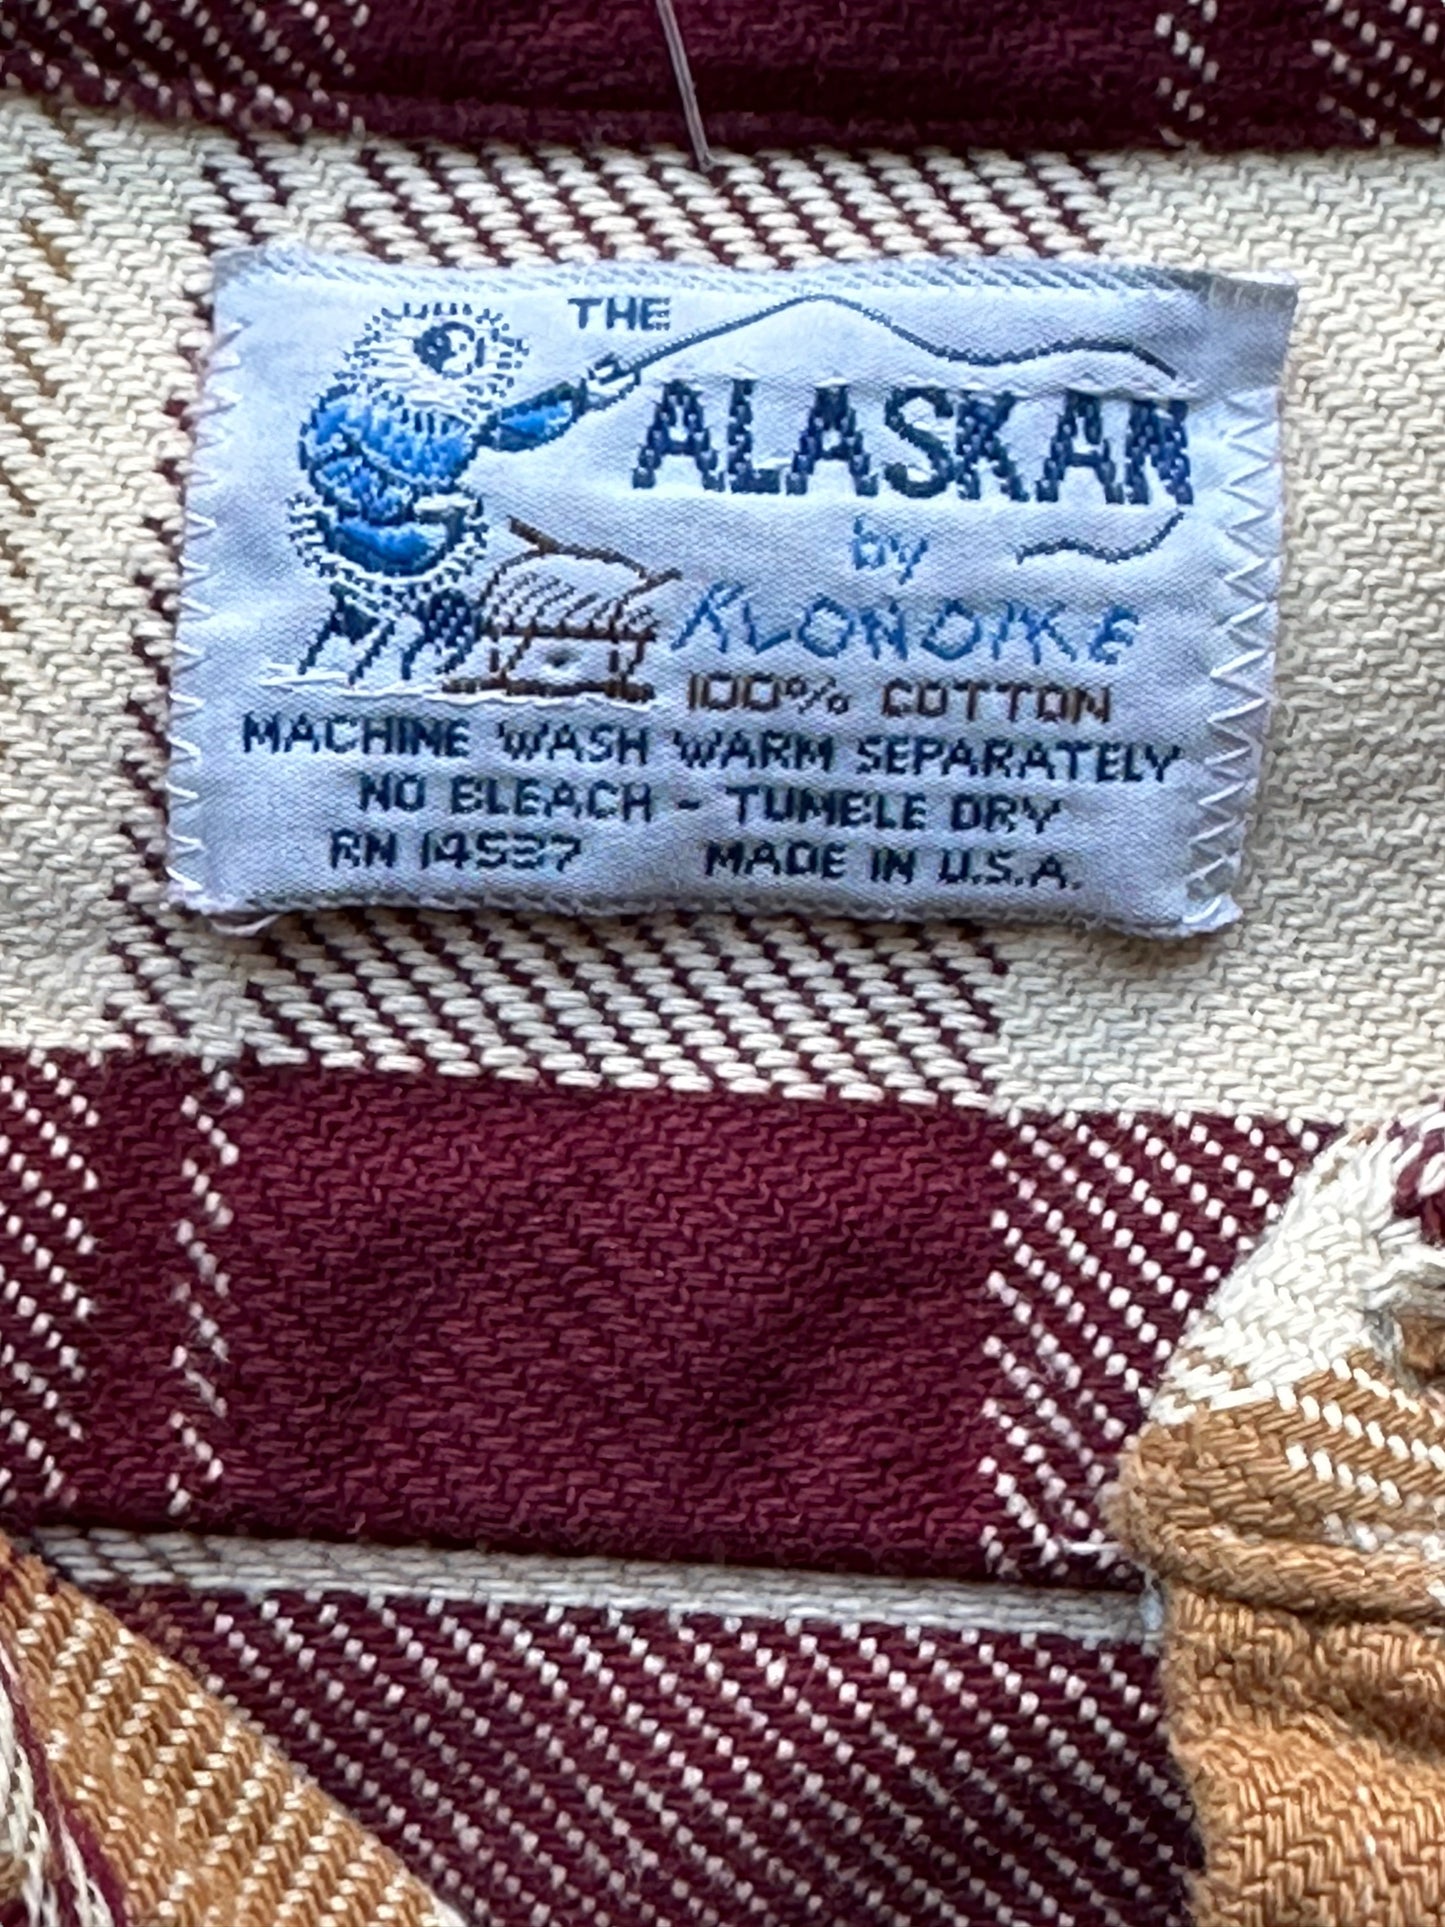 THE
ALASKAN
by
KLONDIKE
100% COTTON
MACHINE WASH WARM SEPARATELY
NO BLEACH - TUMBLE DRY
RN 14537 MADE IN U.S.A.